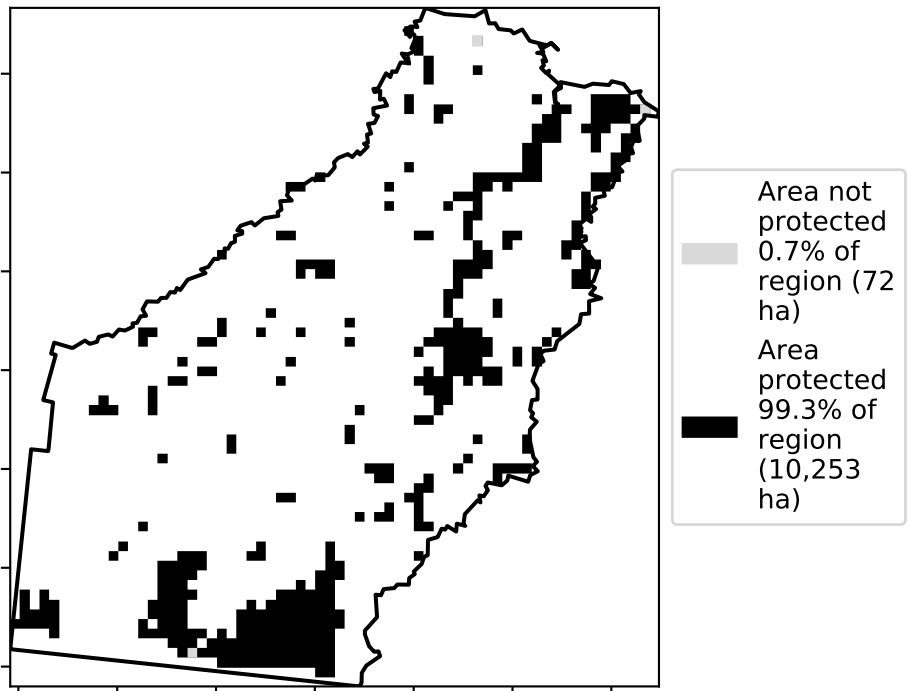 Area not
protected
0.7% of
region (72
ha)
Area
protected
99.3% of
region
(10,253
ha)